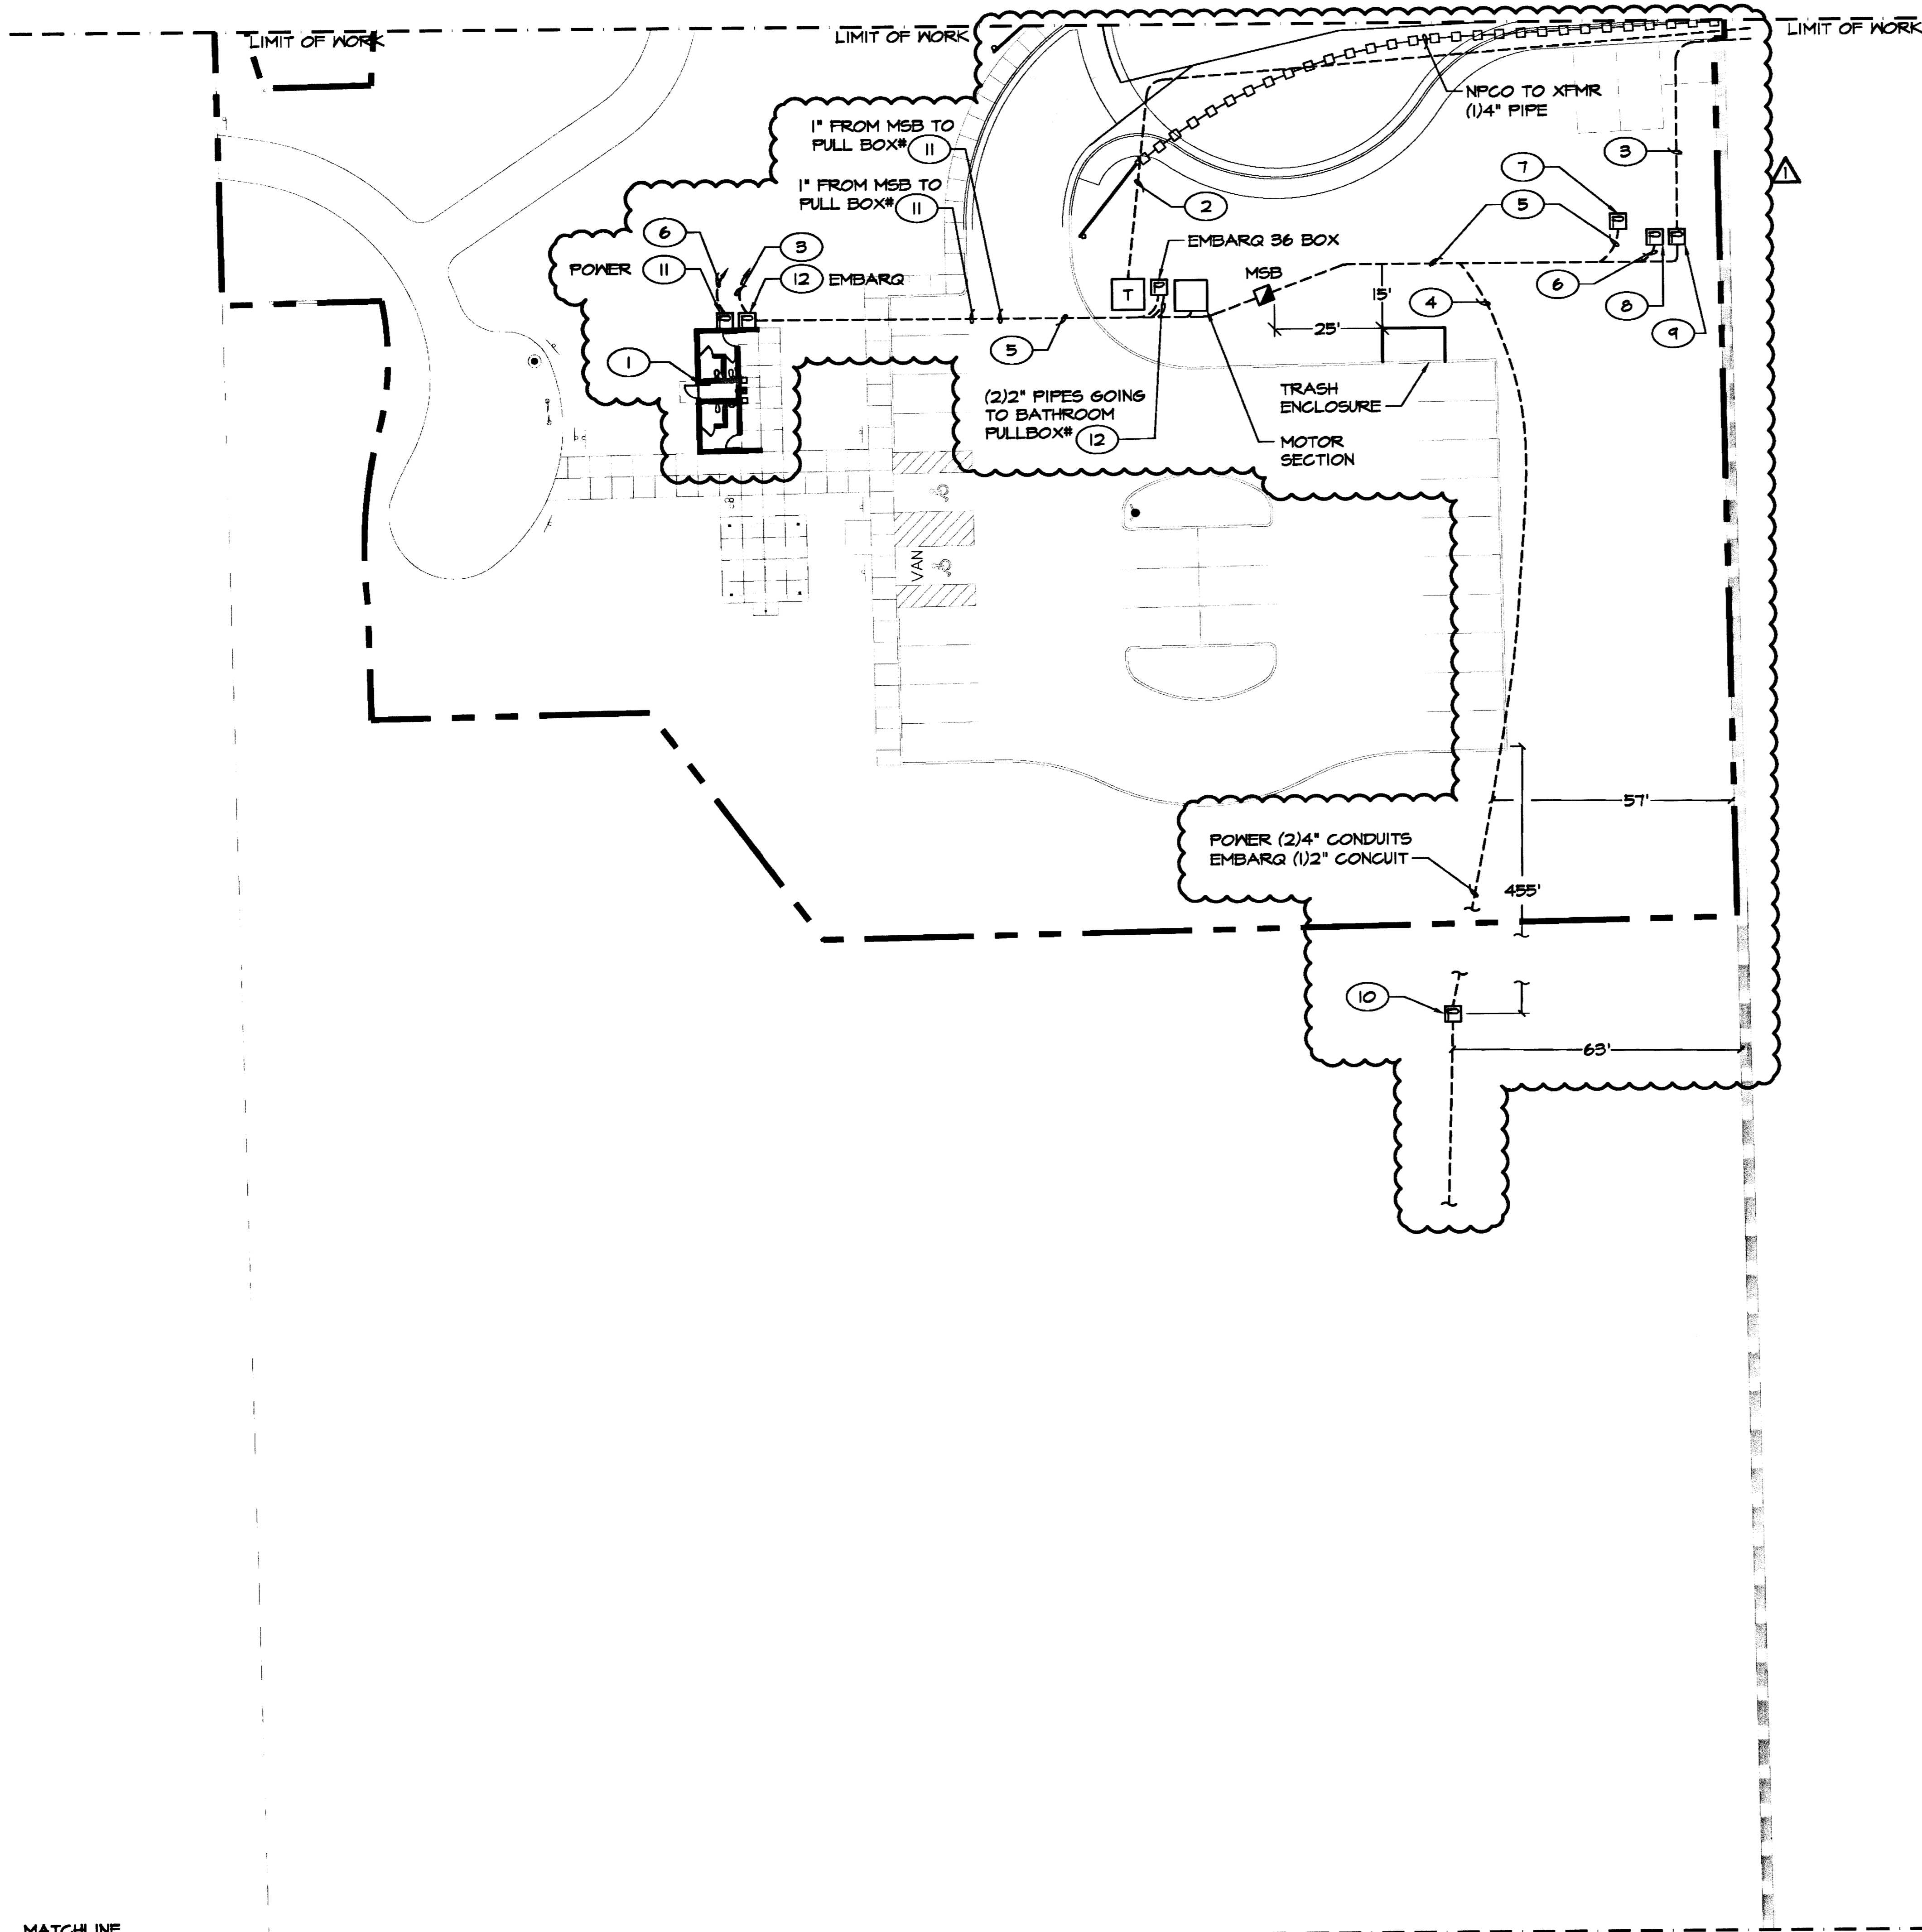 LIMIT OF WORK
LIMIT OF WORK
LIMIT OF WORK
NPCO TO XFMR
(1)4" PIPE
1" FROM MSB TO
PULL BOX# 11
1" FROM MSB TO
PULL BOX# 11
3
1
7
5
2
6
3
POWER 11
12 EMBARQ
EMBARQ 36 BOX
MSB
T
15'
4
6
8
9
25'
5
1
(2)2" PIPES GOING
TO BATHROOM
PULLBOX# 12
TRASH
ENCLOSURE
MOTOR
SECTION
VAN
57'
POWER (2)4" CONDUITS
EMBARQ (1)2" CONCUIT
455'
10
63'
MATCHLINE